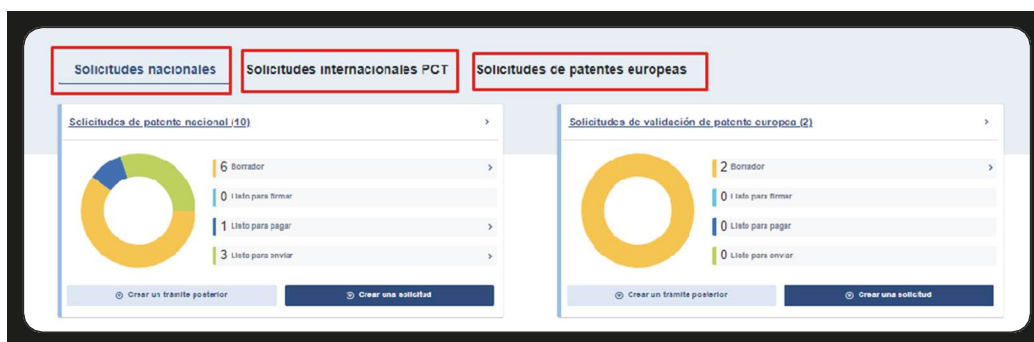 Solicitudes nacionales
Solicitudes internacionales PCT
Solicitudes de patentes europeas
Solicitudes de patente nacional (10)
6 Borrador
0 Listo para firmar
1 Listo para pagar
3 Listo para enviar
Crear un trámite posterior
Crear una solicitud
Solicitudes de validación de patente europea (2)
2 Borrador
0 Listo para firmar
0 Listo para pagar
0 Listo para enviar
Crear un trámite posterior
Crear una solicitud